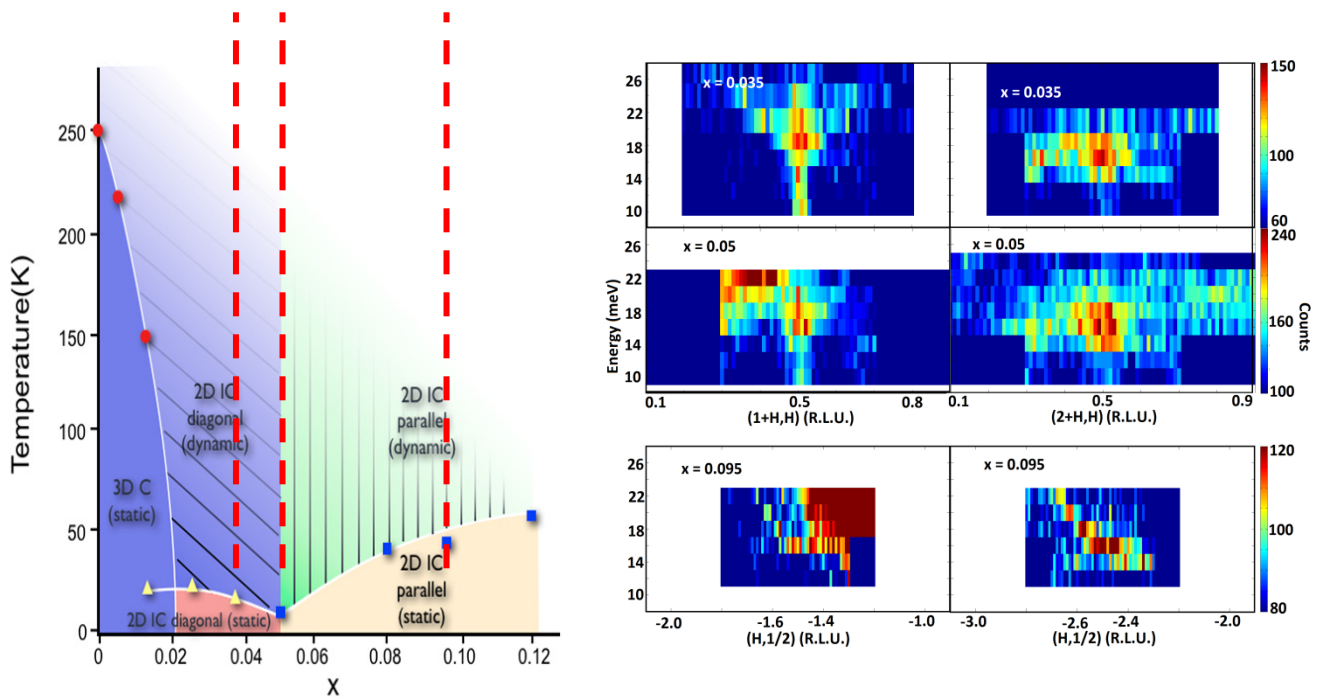 Temperature(K)
250
200
150
100
50
0
0
0.02
0.04
0.06
0.08
0.10
0.12
X
3D C
(static)
2D IC
diagonal
(dynamic)
2D IC
parallel
(dynamic)
2D IC
parallel
(static)
2D IC diagonal (static)
x = 0.035
x = 0.035
26
22
18
14
10
150
100
60
x = 0.05
x = 0.05
26
22
18
14
10
240
160
100
Energy (meV)
Counts
0.1
0.5
0.8
0.1
0.5
0.9
(1+H,H) (R.L.U.)
(2+H,H) (R.L.U.)
x = 0.095
x = 0.095
26
22
18
14
10
120
100
80
-2.0
-1.8
-1.4
-1.0
-3.0
-2.6
-2.4
-2.0
(H,1/2) (R.L.U.)
(H,1/2) (R.L.U.)